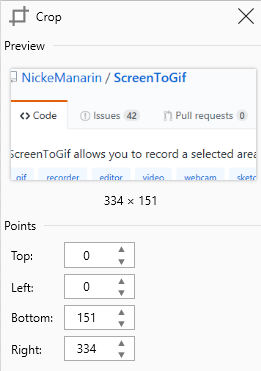 Crop
Preview
NickeManarin / ScreenToGif
Code Issues 42 Pull requests 0
ScreenToGif allows you to record a selected area
gif recorder editor video webcam sketc
334 × 151
Points
Top: 0
Left: 0
Bottom: 151
Right: 334